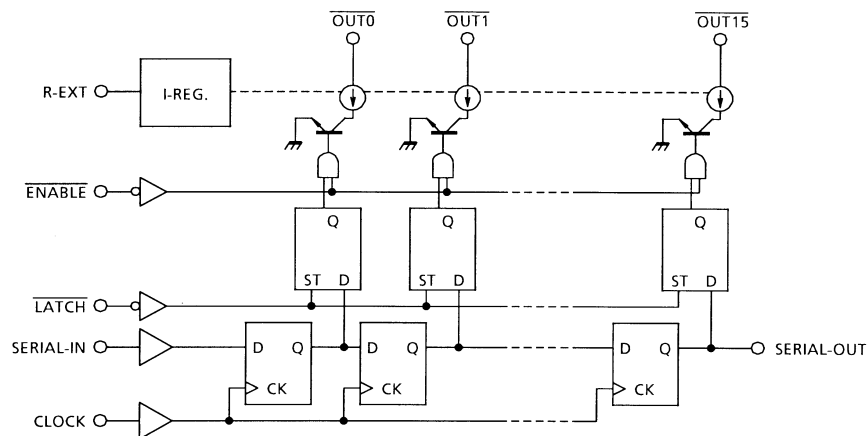 OUT0 OUT1 OUT15
R-EXT I-REG.
ENABLE
Q Q Q
ST D ST D ST D
LATCH
SERIAL-IN D Q D Q D Q SERIAL-OUT
CK CK CK
CLOCK